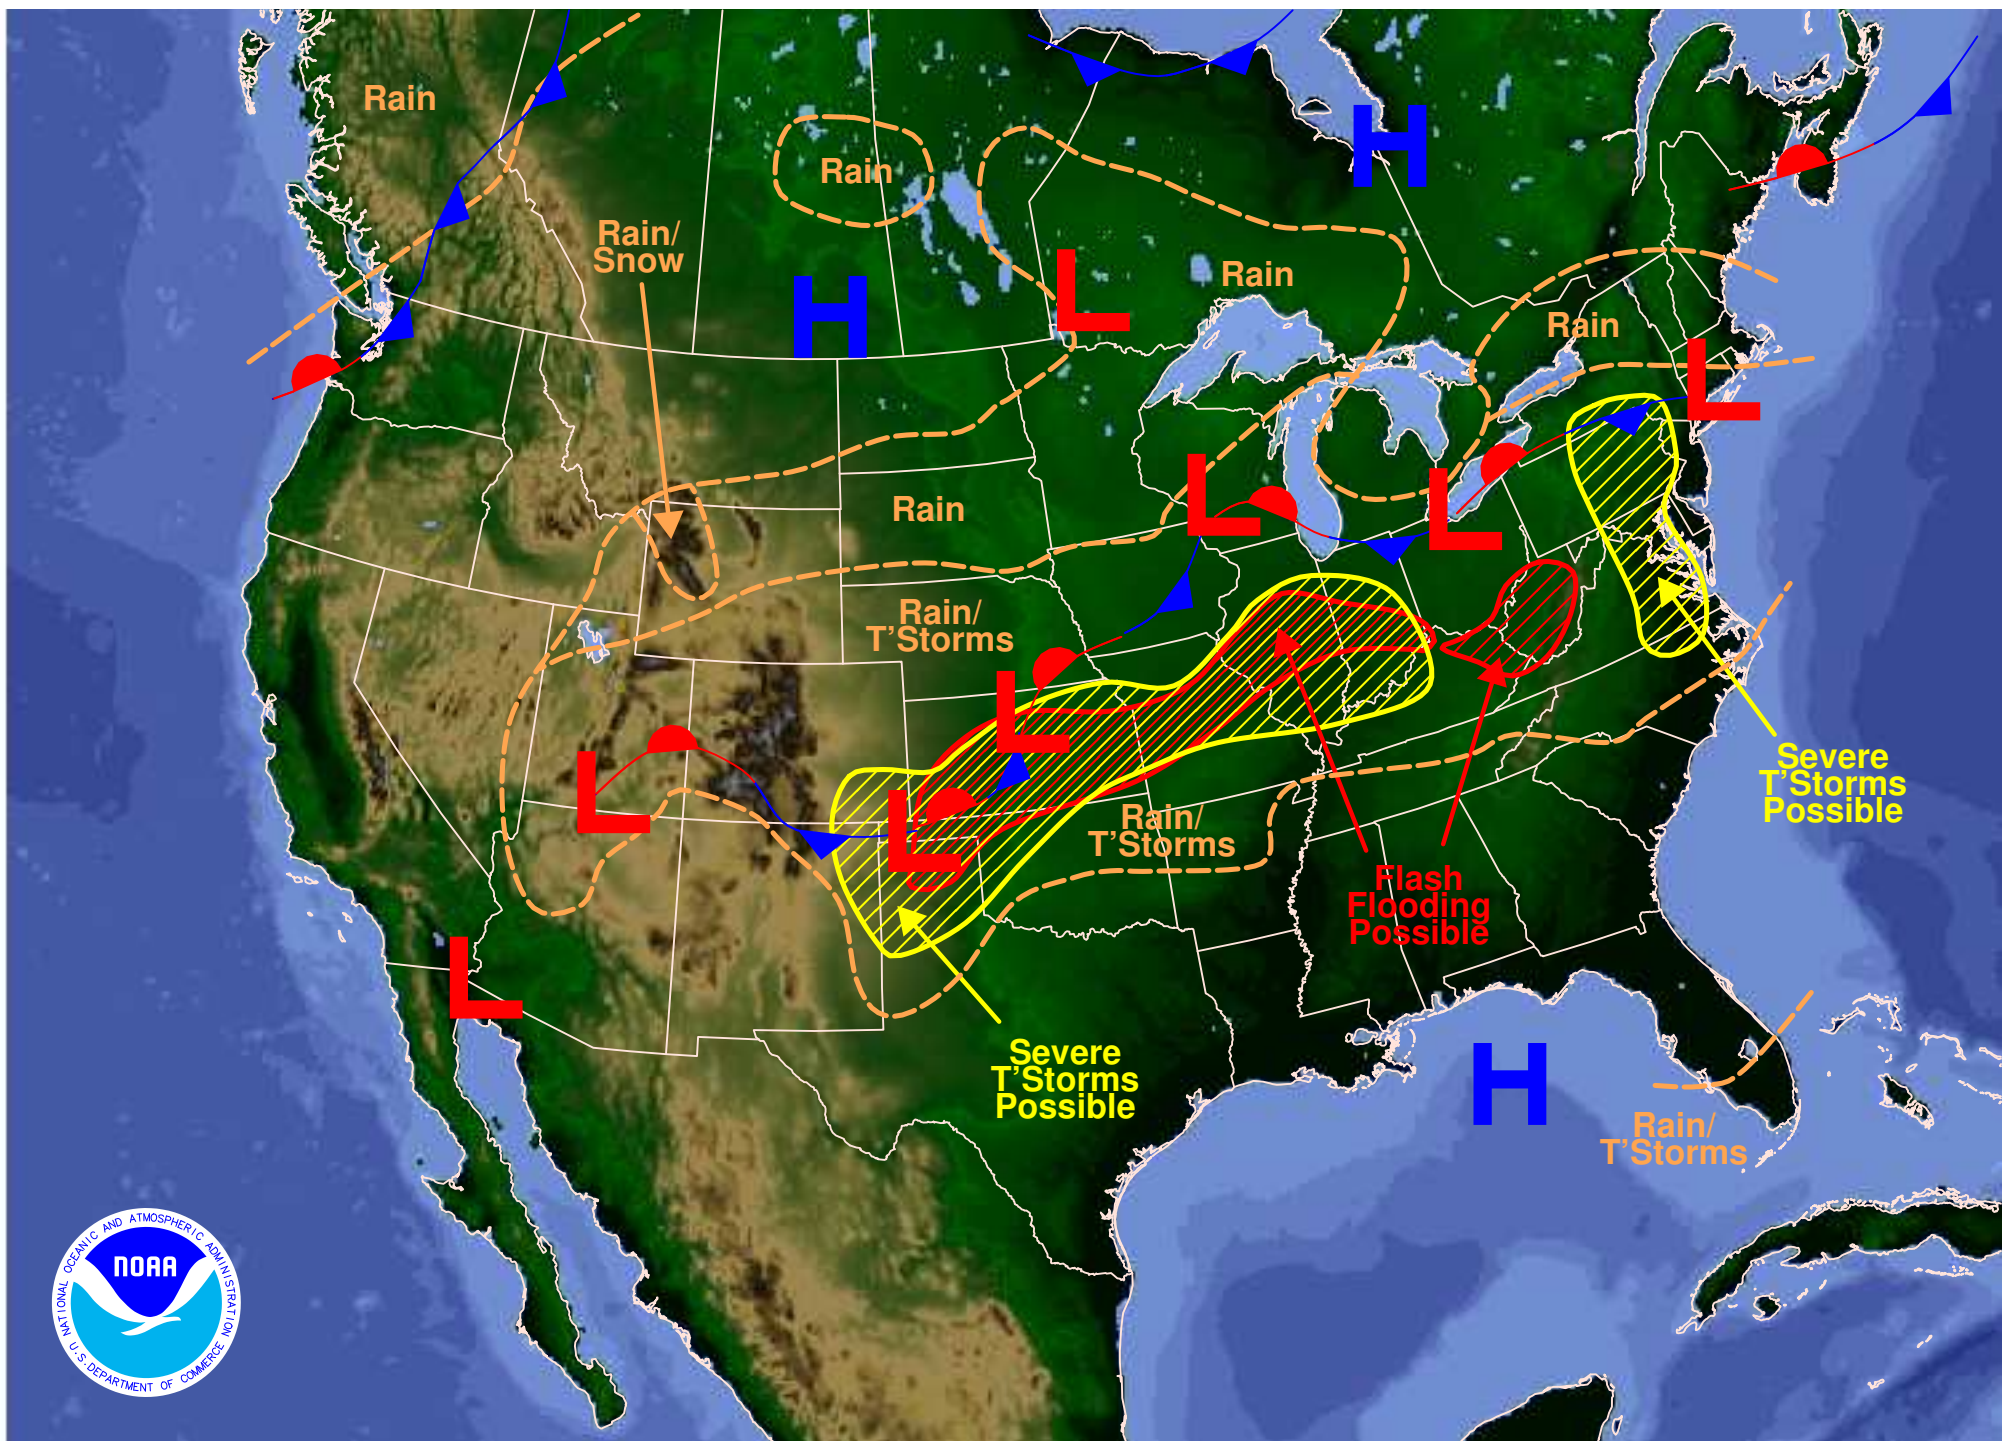 Rain
Rain
Rain/
Snow
H
H
L
Rain
Rain
L
Rain
L
L
Rain/
T'Storms
L
L
L
Severe
T'Storms
Possible
Rain/
T'Storms
Flash
Flooding
Possible
L
Severe
T'Storms
Possible
H
Rain/
T'Storms
NATIONAL OCEANIC AND ATMOSPHERIC ADMINISTRATION
NOAA
U.S. DEPARTMENT OF COMMERCE